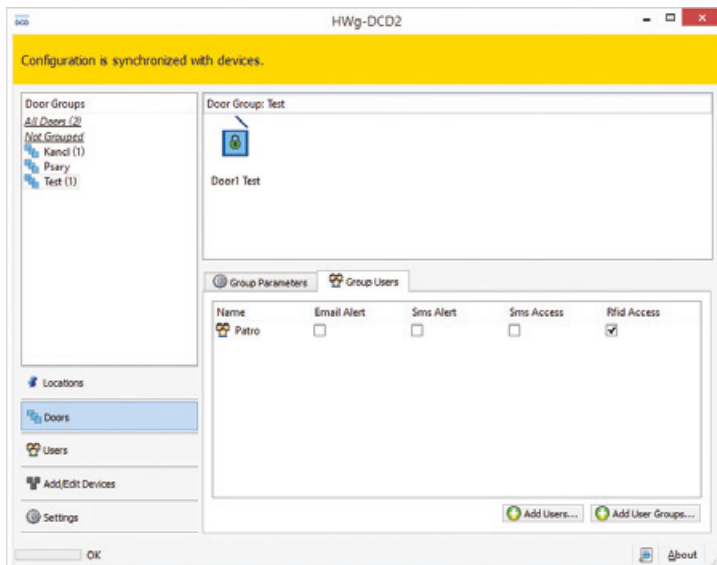 DCD
HWg-DCD2
Configuration is synchronized with devices.
Door Groups
All Doors (2)
Not Grouped
Kancl (1)
Psary
Test (1)
Locations
Doors
Users
Add/Edit Devices
Settings
Door Group: Test
Door1 Test
Group Parameters
Group Users
Name Email Alert Sms Alert Sms Access Rfid Access
Patro
Add Users...
Add User Groups...
OK
About